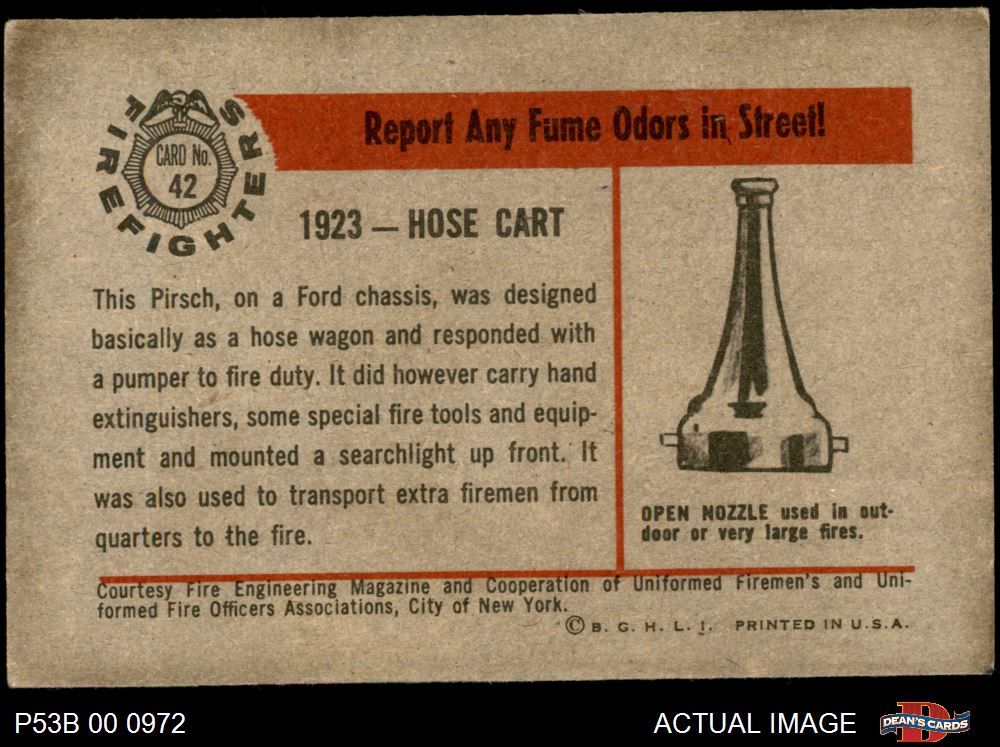 FIREFIGHTERS
CARD No.
42
Report Any Fume Odors in Street!
1923 — HOSE CART
This Pirsch, on a Ford chassis, was designed
basically as a hose wagon and responded with
a pumper to fire duty. It did however carry hand
extinguishers, some special fire tools and equip-
ment and mounted a searchlight up front. It
was also used to transport extra firemen from
quarters to the fire.
OPEN NOZZLE used in out-
door or very large fires.
Courtesy Fire Engineering Magazine and Cooperation of Uniformed Firemen's and Uni-
formed Fire Officers Associations, City of New York.
© B. G. H. L. I. PRINTED IN U.S.A.
P53B 00 0972
ACTUAL IMAGE
D
DEAN'S CARDS